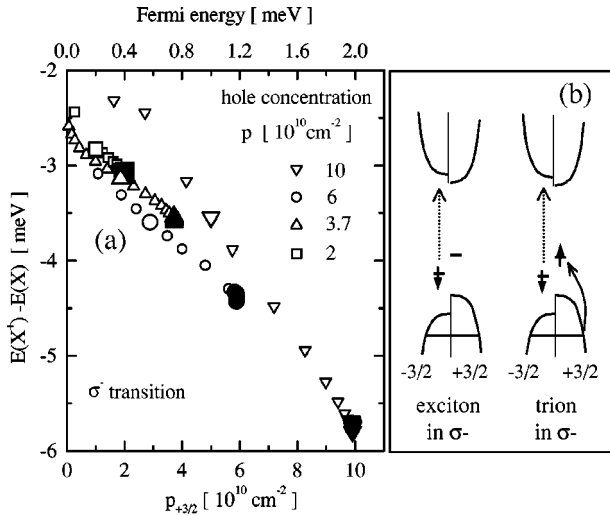 Fermi energy [ meV ]
0.0 0.4 0.8 1.2 1.6 2.0
-2
-3
-4
-5
-6
E(X⁺) -E(X) [ meV ]
hole concentration
p [ 10¹⁰cm⁻² ]
10
6
3.7
2
(a)
σ⁻ transition
0 2 4 6 8 10
p₊₃/₂ [ 10¹⁰ cm⁻² ]
(b)
-3/2 +3/2 -3/2 +3/2
exciton trion
in σ- in σ-